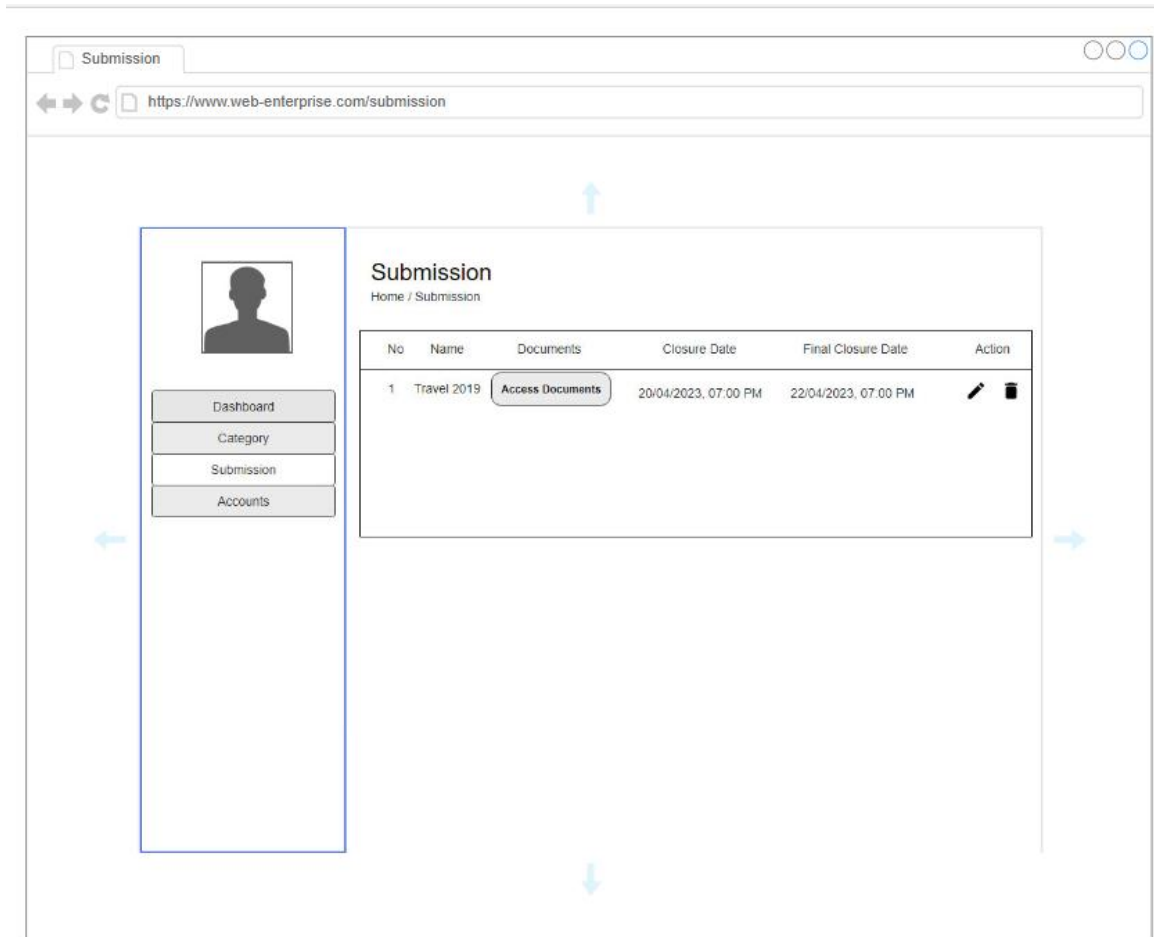 Submission
https://www.web-enterprise.com/submission
Submission
Home / Submission
No Name Documents Closure Date Final Closure Date Action
1 Travel 2019 Access Documents 20/04/2023, 07:00 PM 22/04/2023, 07:00 PM
Dashboard
Category
Submission
Accounts